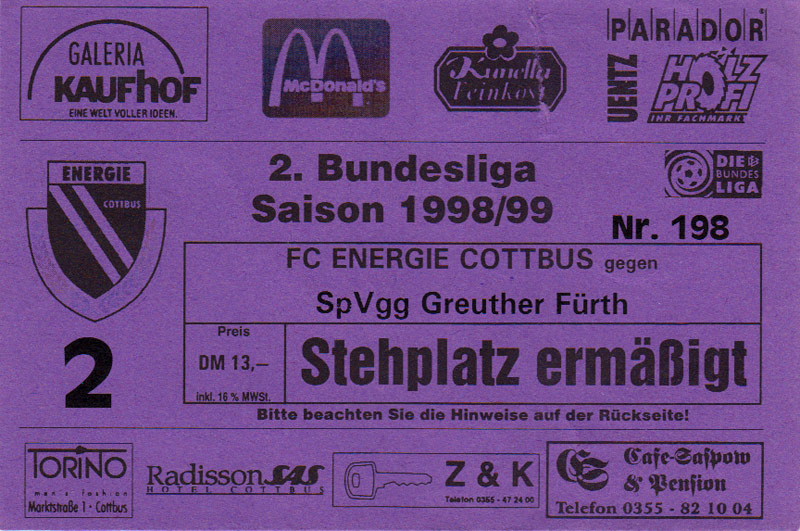 GALERIA
KAUFHOF
EINE WELT VOLLER IDEEN.
McDonald's
Kunella
Feinkost
PARADOR
UENTZ
HOLZ
PROFI
IHR FACHMARKT
ENERGIE
COTTBUS
2. Bundesliga
Saison 1998/99
DIE
BUNDES
LIGA
Nr. 198
FC ENERGIE COTTBUS gegen
SpVgg Greuther Fürth
2
Preis
DM 13,–
inkl. 16 % MWSt.
Stehplatz ermäßigt
Bitte beachten Sie die Hinweise auf der Rückseite!
TORINO
men's fashion
Marktstraße 1 · Cottbus
Radisson SAS
HOTEL COTTBUS
Z & K
Telefon 0355 - 47 24 00
CS
Cafe-Saspow
& Pension
Telefon 0355 - 82 10 04